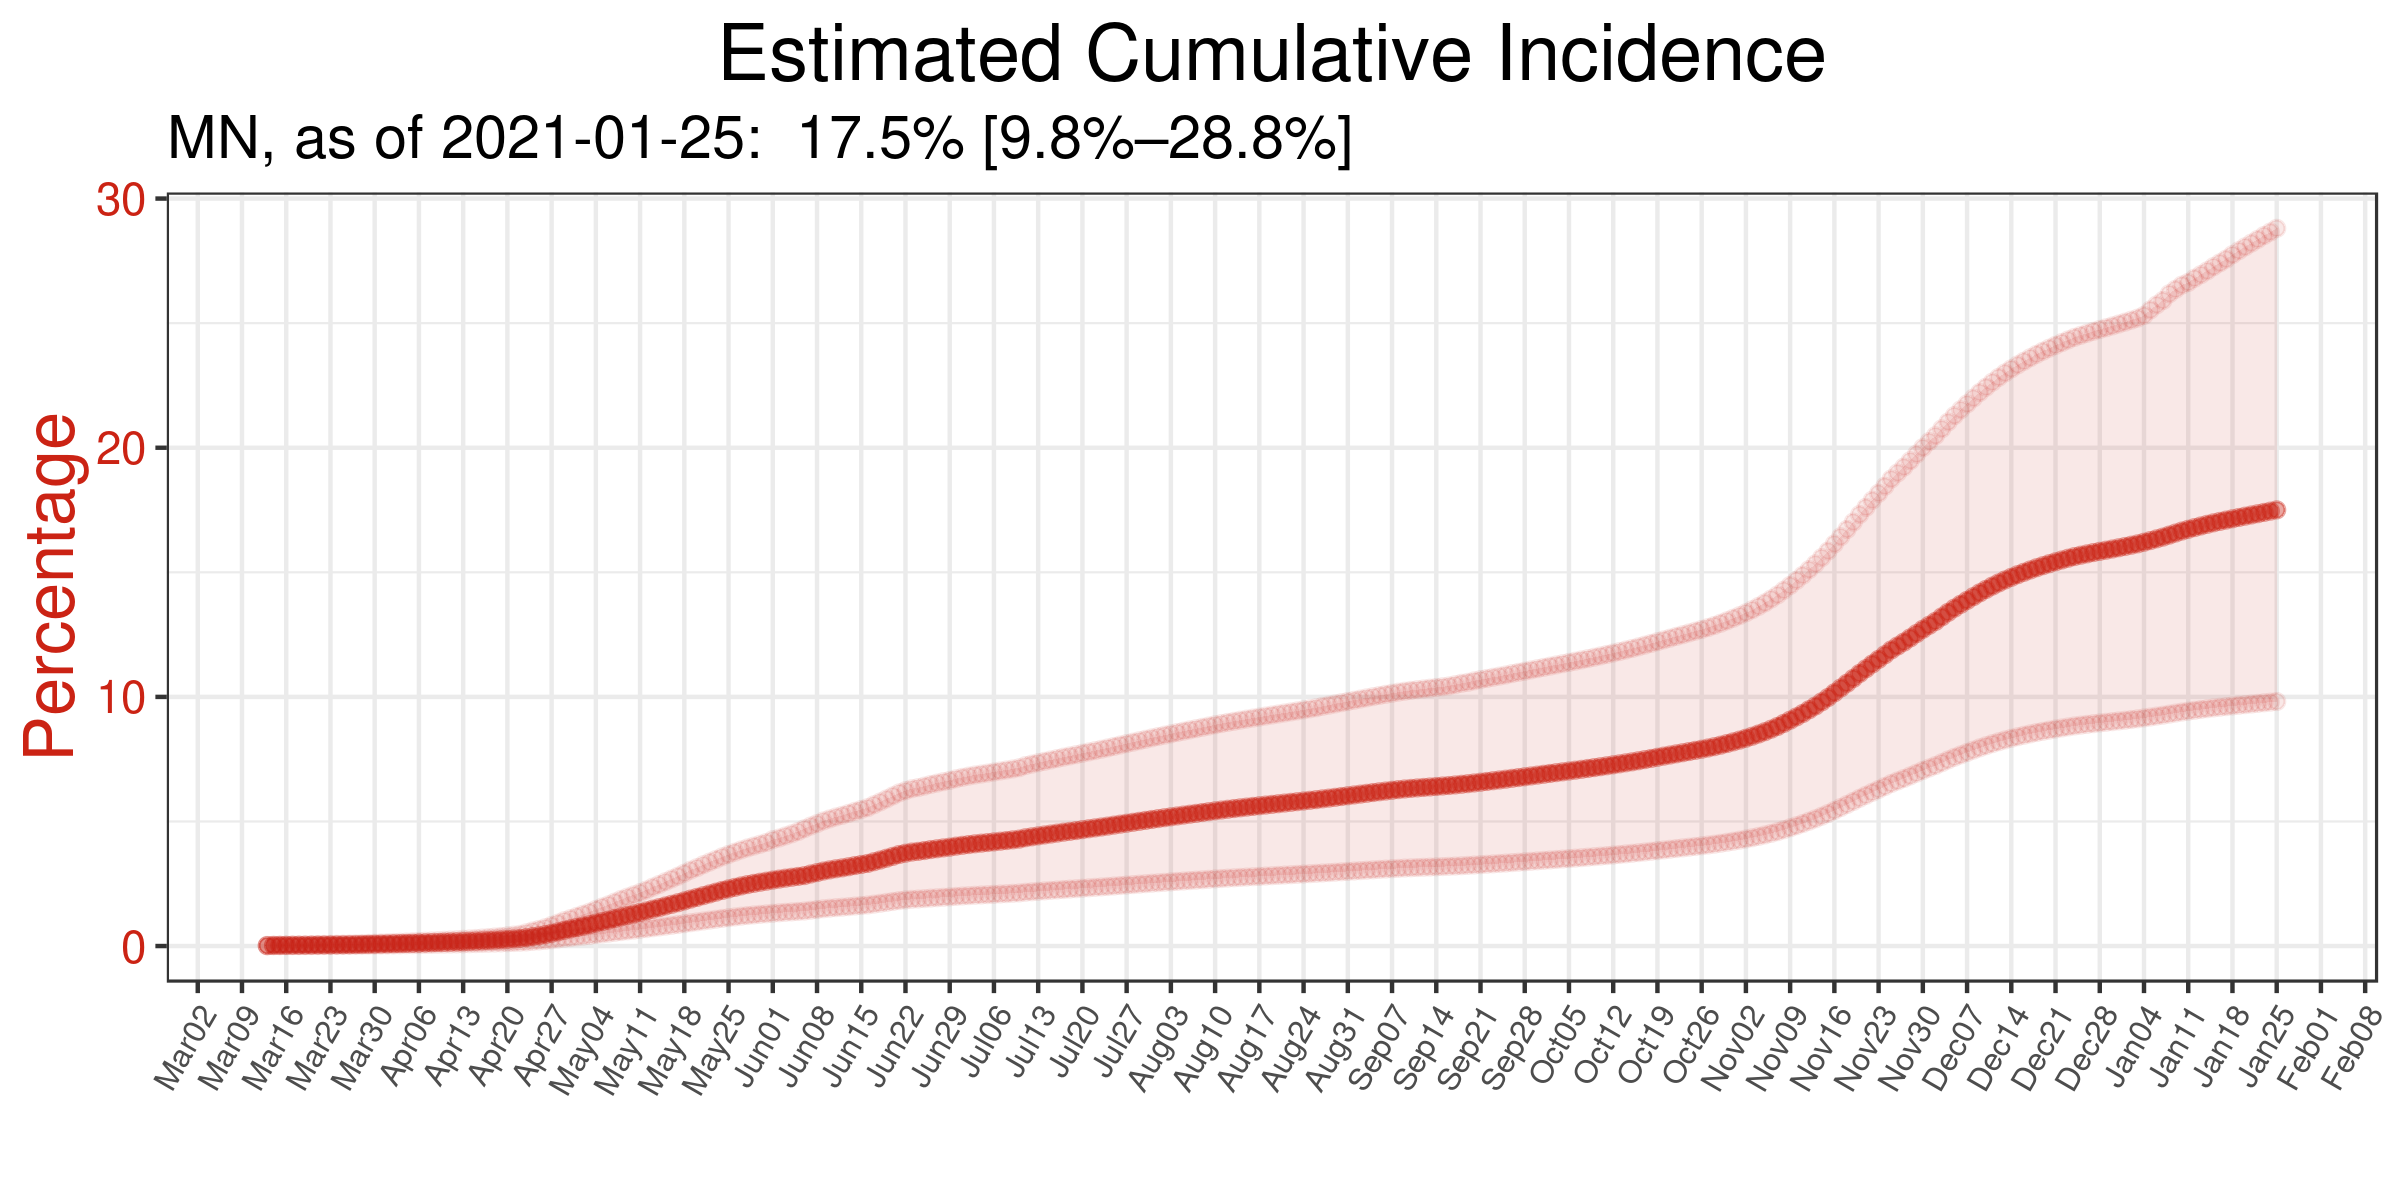 Estimated Cumulative Incidence
MN, as of 2021-01-25:  17.5% [9.8%–28.8%]
Percentage
30
20
10
0
Mar02
Mar09
Mar16
Mar23
Mar30
Apr06
Apr13
Apr20
Apr27
May04
May11
May18
May25
Jun01
Jun08
Jun15
Jun22
Jun29
Jul06
Jul13
Jul20
Jul27
Aug03
Aug10
Aug17
Aug24
Aug31
Sep07
Sep14
Sep21
Sep28
Oct05
Oct12
Oct19
Oct26
Nov02
Nov09
Nov16
Nov23
Nov30
Dec07
Dec14
Dec21
Dec28
Jan04
Jan11
Jan18
Jan25
Feb01
Feb08